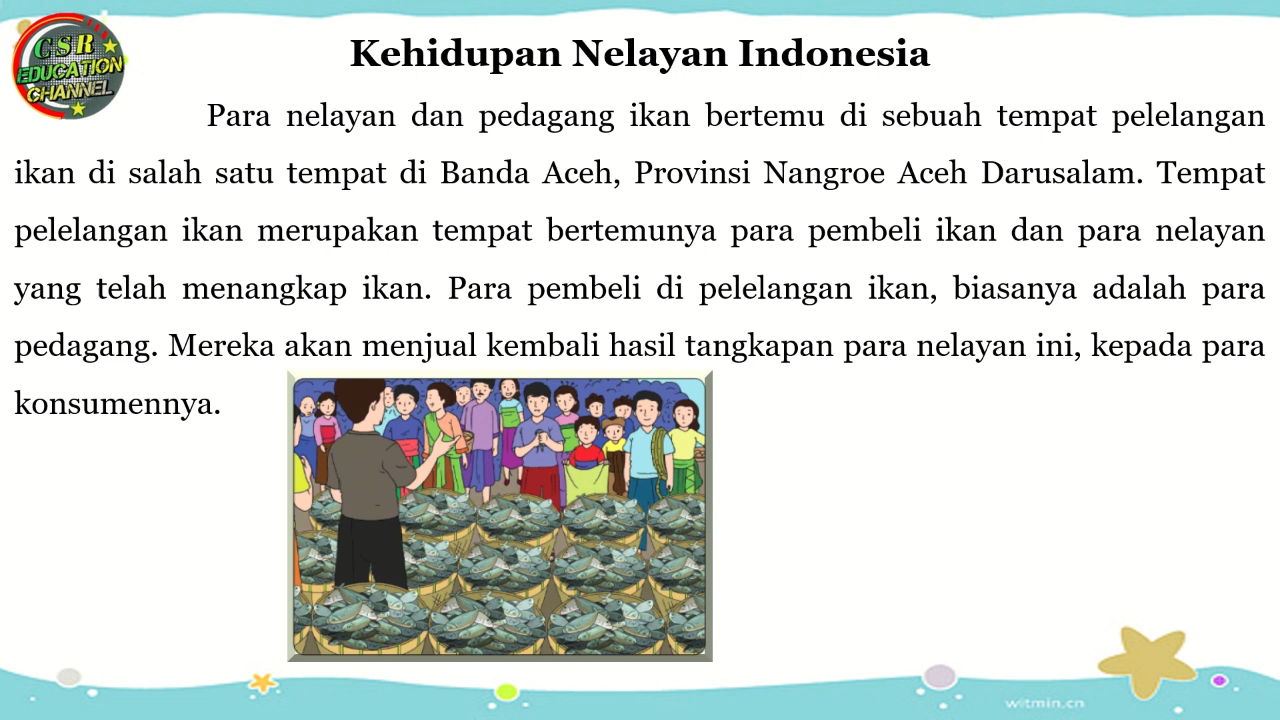 CSR
EDUCATION
CHANNEL
Kehidupan Nelayan Indonesia
Para nelayan dan pedagang ikan bertemu di sebuah tempat pelelangan
ikan di salah satu tempat di Banda Aceh, Provinsi Nangroe Aceh Darusalam. Tempat
pelelangan ikan merupakan tempat bertemunya para pembeli ikan dan para nelayan
yang telah menangkap ikan. Para pembeli di pelelangan ikan, biasanya adalah para
pedagang. Mereka akan menjual kembali hasil tangkapan para nelayan ini, kepada para
konsumennya.
witmin.cn